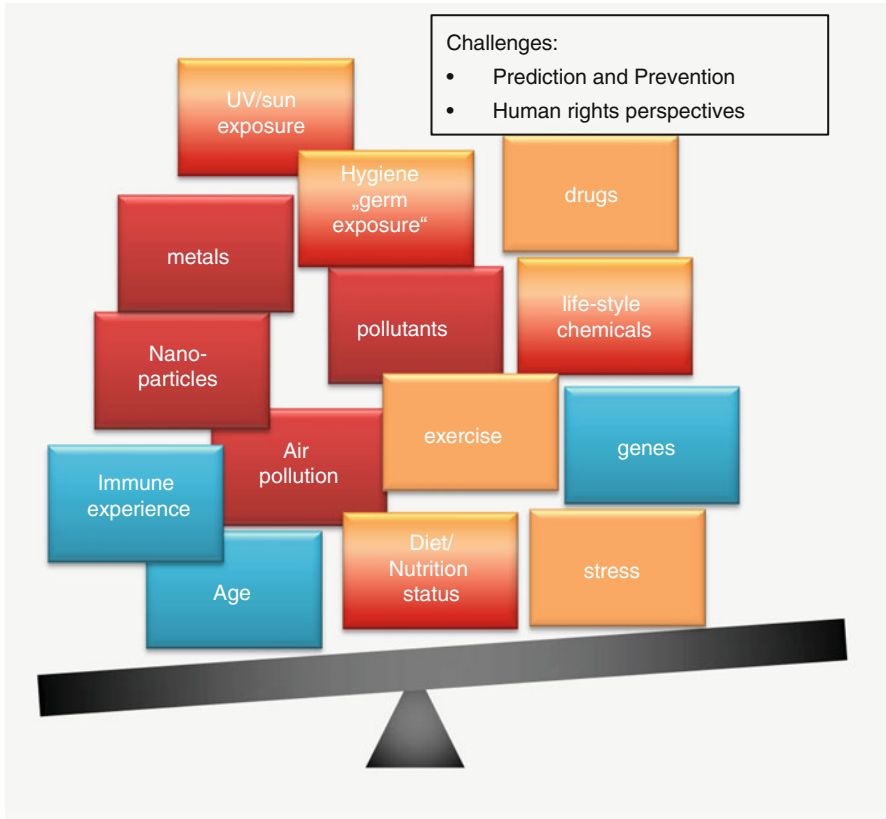 Challenges:
• Prediction and Prevention
• Human rights perspectives
UV/sun
exposure
Hygiene
„germ
exposure“
drugs
metals
pollutants
life-style
chemicals
Nano-
particles
exercise
genes
Air
pollution
Immune
experience
Diet/
Nutrition
status
stress
Age